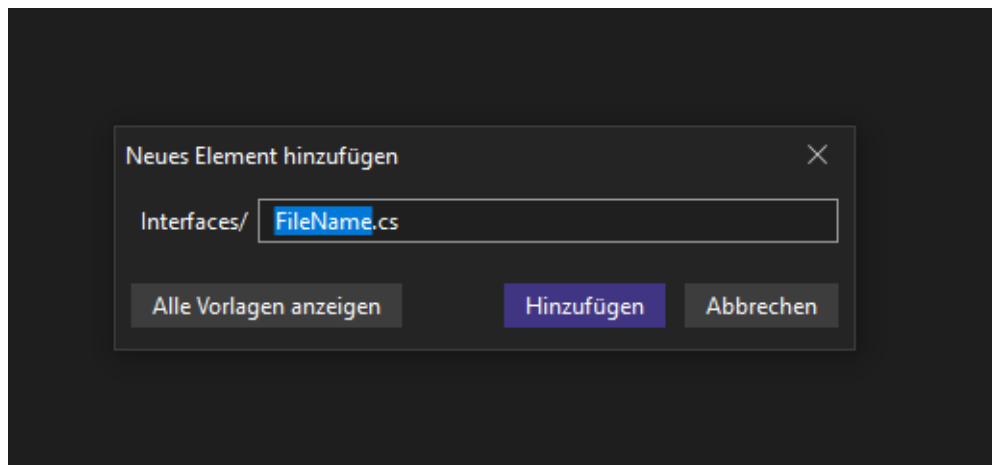 Neues Element hinzufügen
Interfaces/ FileName.cs
Alle Vorlagen anzeigen Hinzufügen Abbrechen